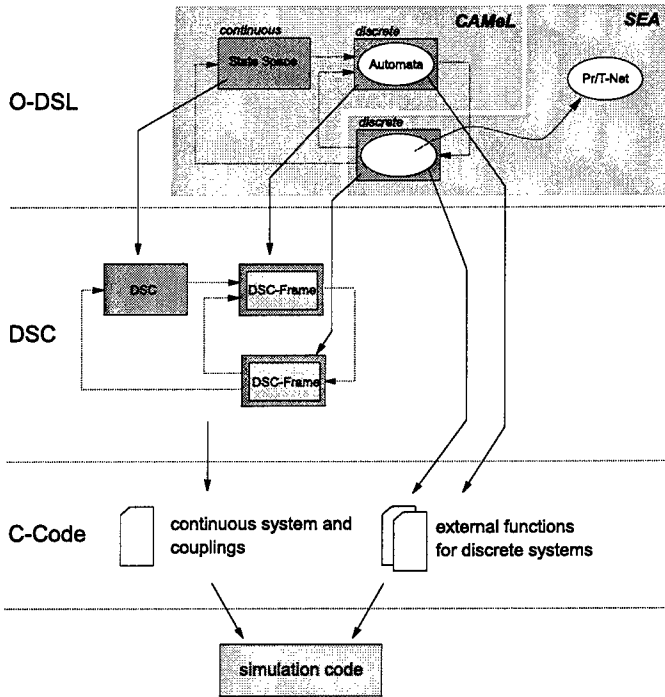 CAMeL
SEA
continuous
discrete
State Space
Automata
Pr/T-Net
O-DSL
discrete
DSC
DSC-Frame
DSC
DSC-Frame
C-Code
continuous system and
couplings
external functions
for discrete systems
simulation code